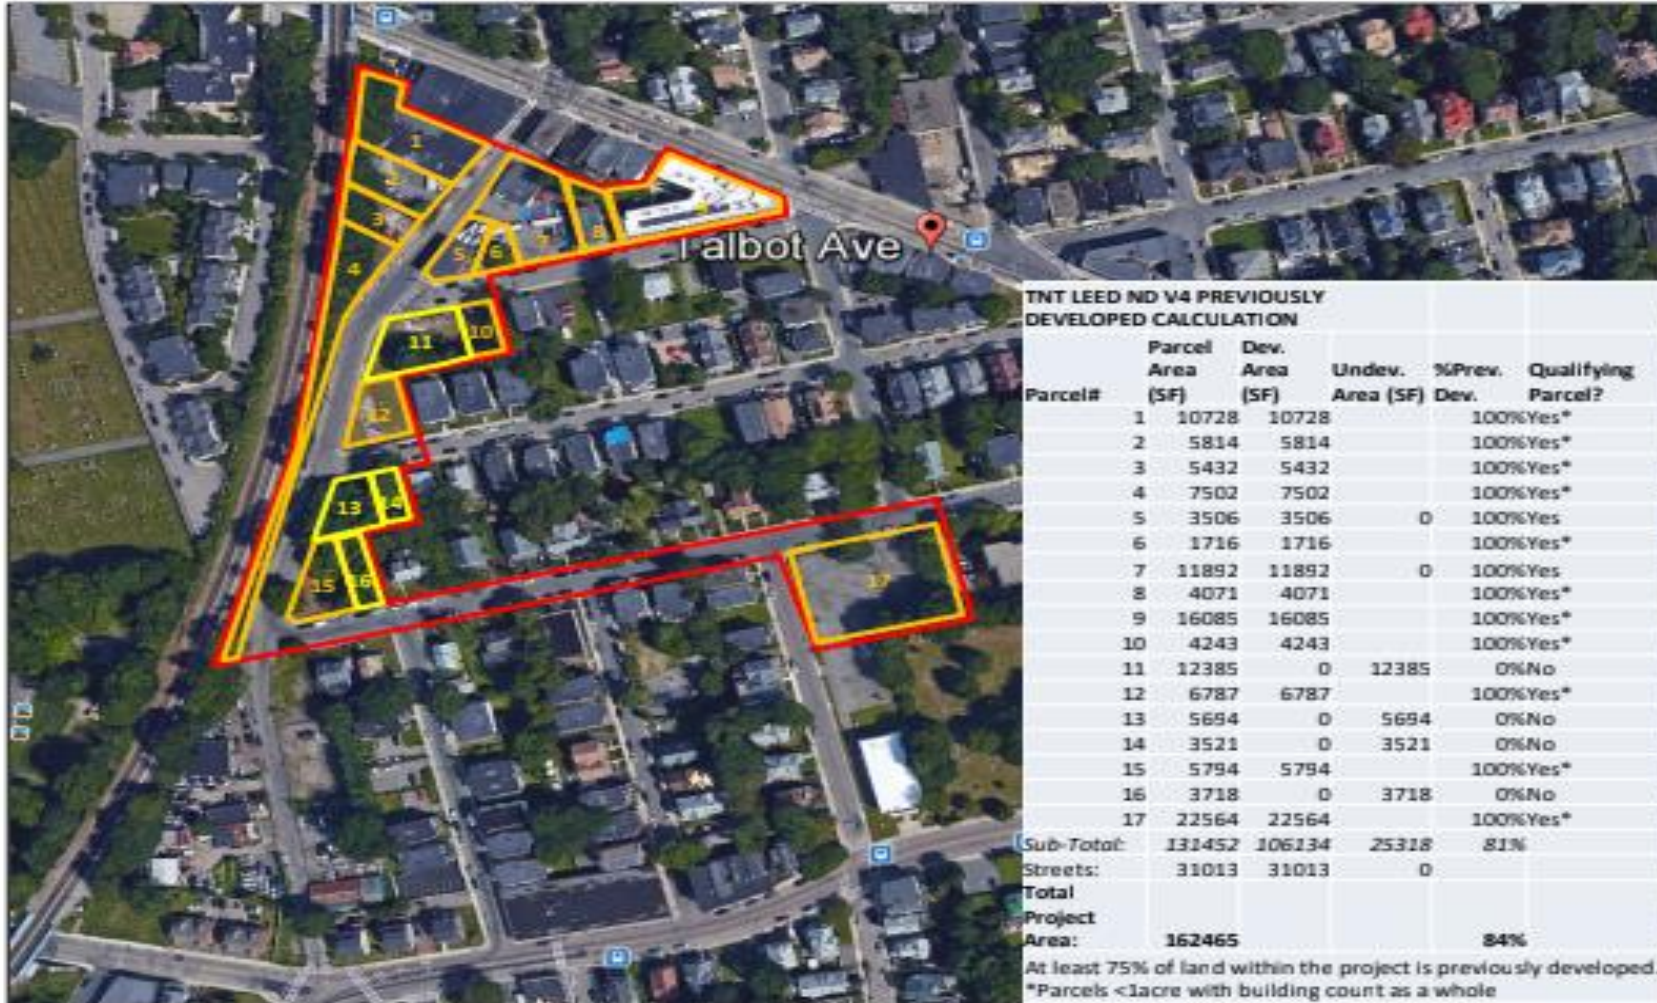 1
2
3
4
5
6
7
8
Talbot Ave
11
10
12
13
14
15
16
17
TNT LEED ND V4 PREVIOUSLY
DEVELOPED CALCULATION
Parcel# Parcel Area (SF) Dev. Area (SF) Undev. Area (SF) %Prev. Dev. Qualifying Parcel?
1 10728 10728 100% Yes*
2 5814 5814 100% Yes*
3 5432 5432 100% Yes*
4 7502 7502 100% Yes*
5 3506 3506 0 100% Yes
6 1716 1716 100% Yes*
7 11892 11892 0 100% Yes
8 4071 4071 100% Yes*
9 16085 16085 100% Yes*
10 4243 4243 100% Yes*
11 12385 0 12385 0% No
12 6787 6787 100% Yes*
13 5694 0 5694 0% No
14 3521 0 3521 0% No
15 5794 5794 100% Yes*
16 3718 0 3718 0% No
17 22564 22564 100% Yes*
Sub-Total: 131452 106134 25318 81%
Streets: 31013 31013 0
Total
Project
Area: 162465 84%
At least 75% of land within the project is previously developed.
*Parcels <1acre with building count as a whole